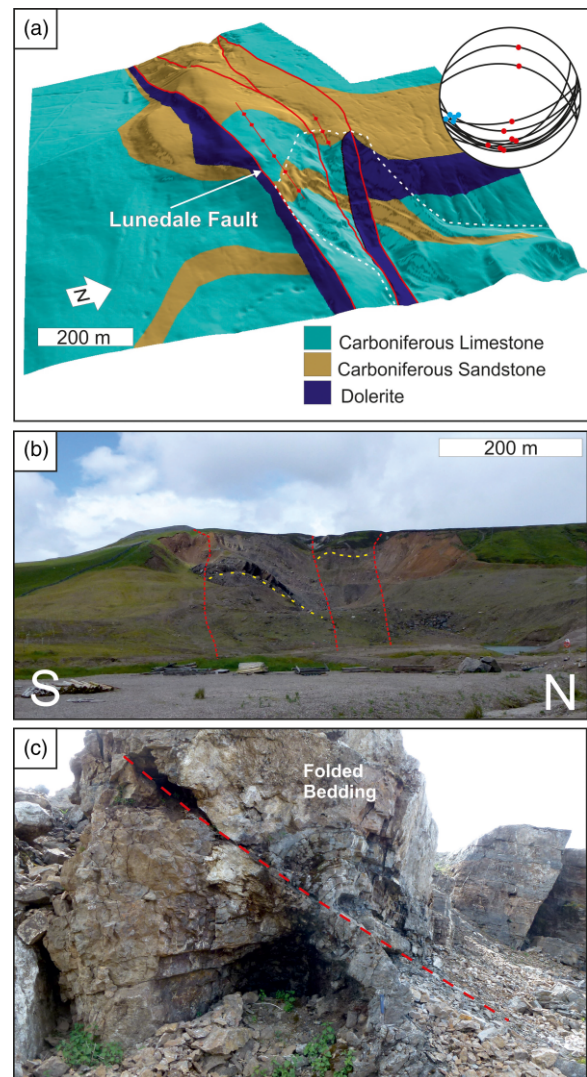 (a)
Lunedale Fault
N
200 m
Carboniferous Limestone
Carboniferous Sandstone
Dolerite
(b)
200 m
S
N
(c)
Folded
Bedding